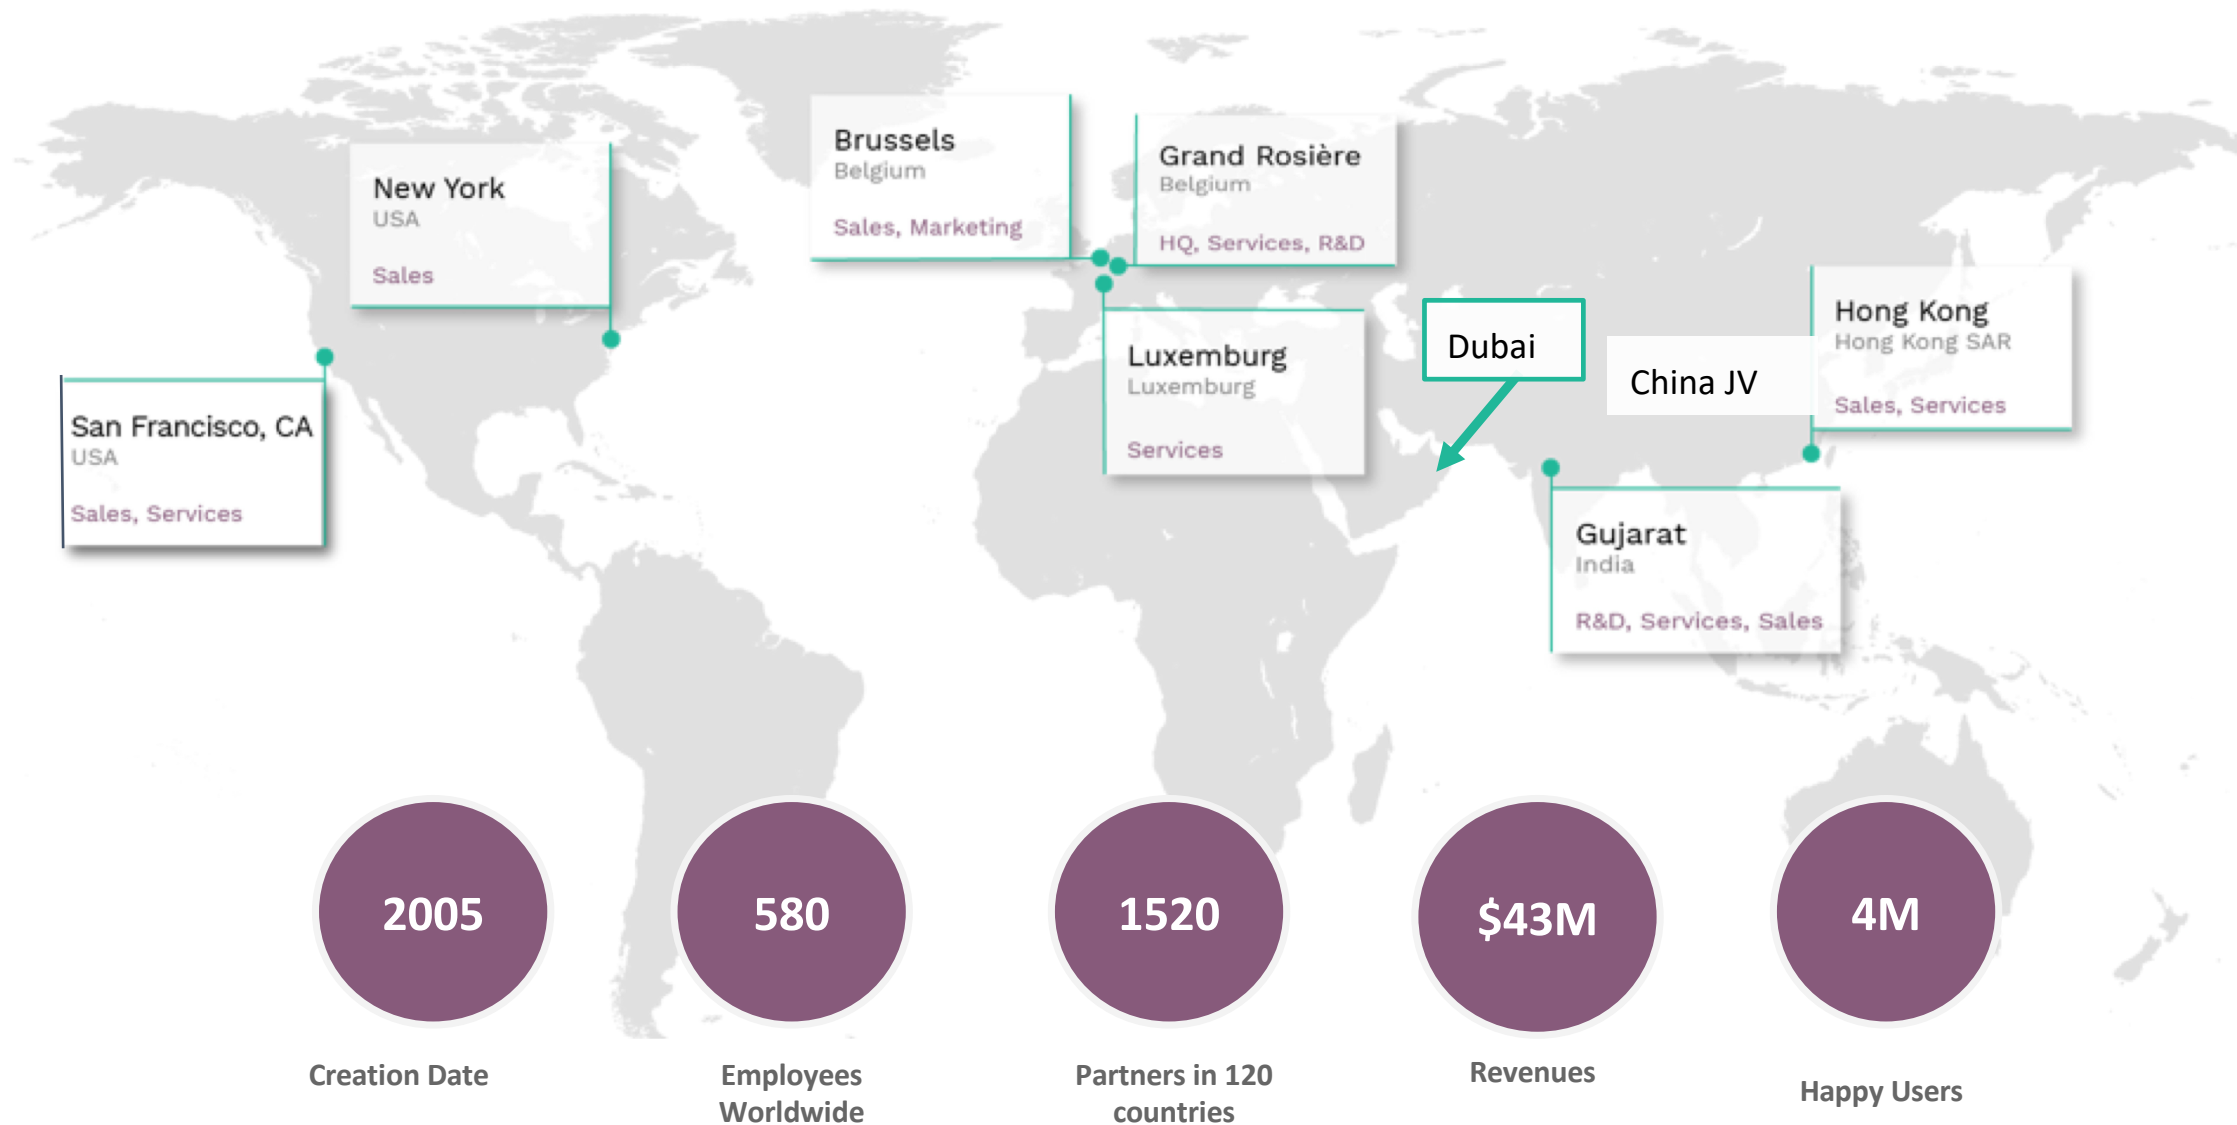 New York
USA
Sales
San Francisco, CA
USA
Sales, Services
Brussels
Belgium
Sales, Marketing
Grand Rosière
Belgium
HQ, Services, R&D
Luxemburg
Luxemburg
Services
Dubai
China JV
Hong Kong
Hong Kong SAR
Sales, Services
Gujarat
India
R&D, Services, Sales
2005
Creation Date
580
Employees
Worldwide
1520
Partners in 120
countries
$43M
Revenues
4M
Happy Users